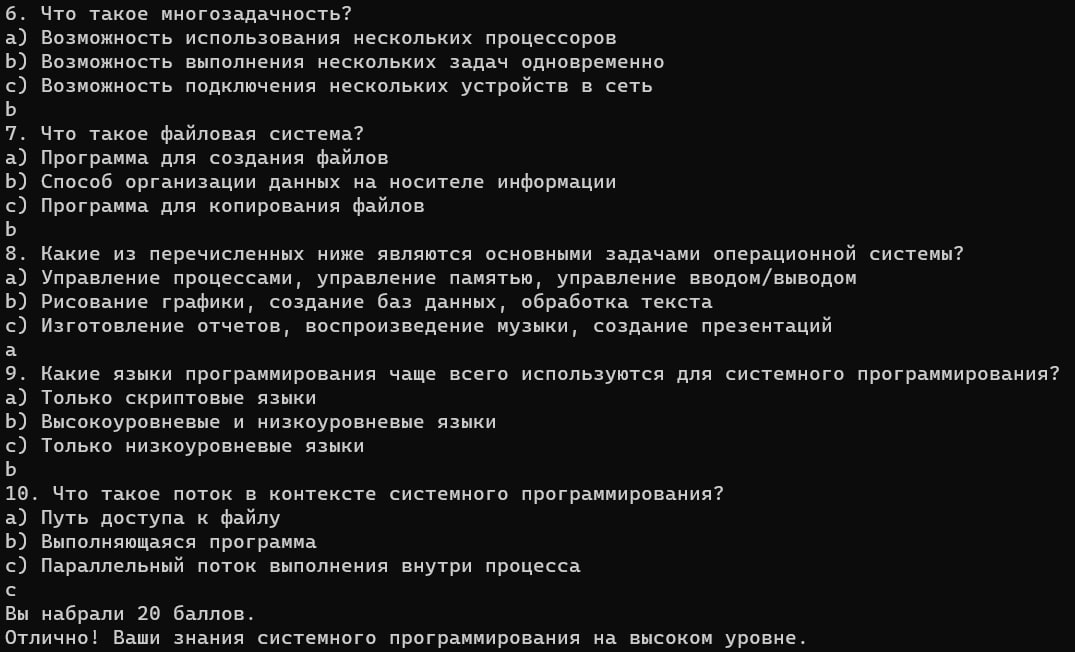 6. Что такое многозадачность?
a) Возможность использования нескольких процессоров
b) Возможность выполнения нескольких задач одновременно
c) Возможность подключения нескольких устройств в сеть
b
7. Что такое файловая система?
a) Программа для создания файлов
b) Способ организации данных на носителе информации
c) Программа для копирования файлов
b
8. Какие из перечисленных ниже являются основными задачами операционной системы?
a) Управление процессами, управление памятью, управление вводом/выводом
b) Рисование графики, создание баз данных, обработка текста
c) Изготовление отчетов, воспроизведение музыки, создание презентаций
a
9. Какие языки программирования чаще всего используются для системного программирования?
a) Только скриптовые языки
b) Высокоуровневые и низкоуровневые языки
c) Только низкоуровневые языки
b
10. Что такое поток в контексте системного программирования?
a) Путь доступа к файлу
b) Выполняющаяся программа
c) Параллельный поток выполнения внутри процесса
c
Вы набрали 20 баллов.
Отлично! Ваши знания системного программирования на высоком уровне.